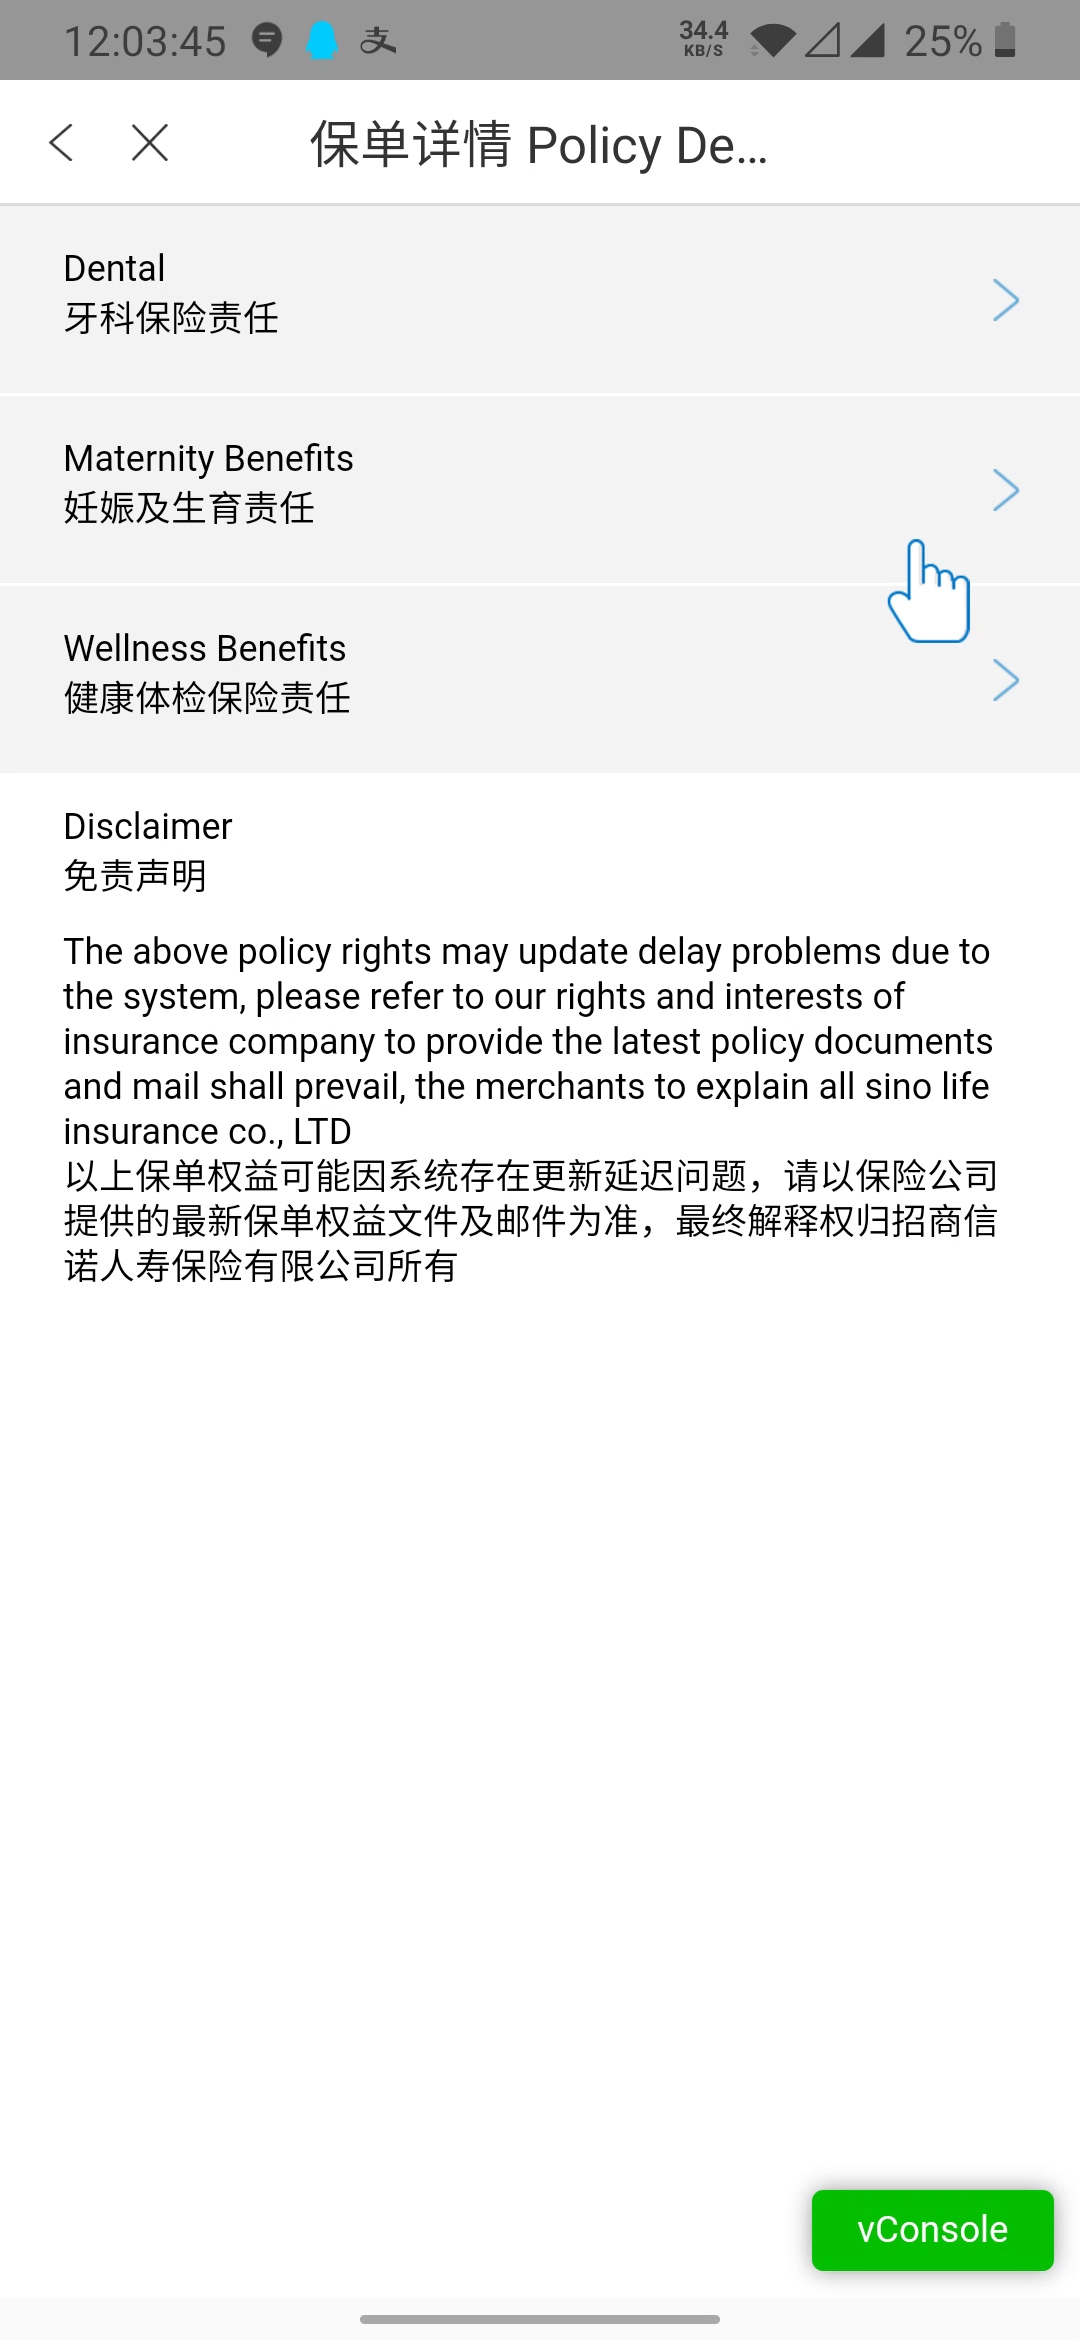 12:03:45 支 34.4 KB/S 25%
保单详情 Policy De...
Dental
牙科保险责任
Maternity Benefits
妊娠及生育责任
Wellness Benefits
健康体检保险责任
Disclaimer
免责声明
The above policy rights may update delay problems due to
the system, please refer to our rights and interests of
insurance company to provide the latest policy documents
and mail shall prevail, the merchants to explain all sino life
insurance co., LTD
以上保单权益可能因系统存在更新延迟问题，请以保险公司
提供的最新保单权益文件及邮件为准，最终解释权归招商信
诺人寿保险有限公司所有
vConsole